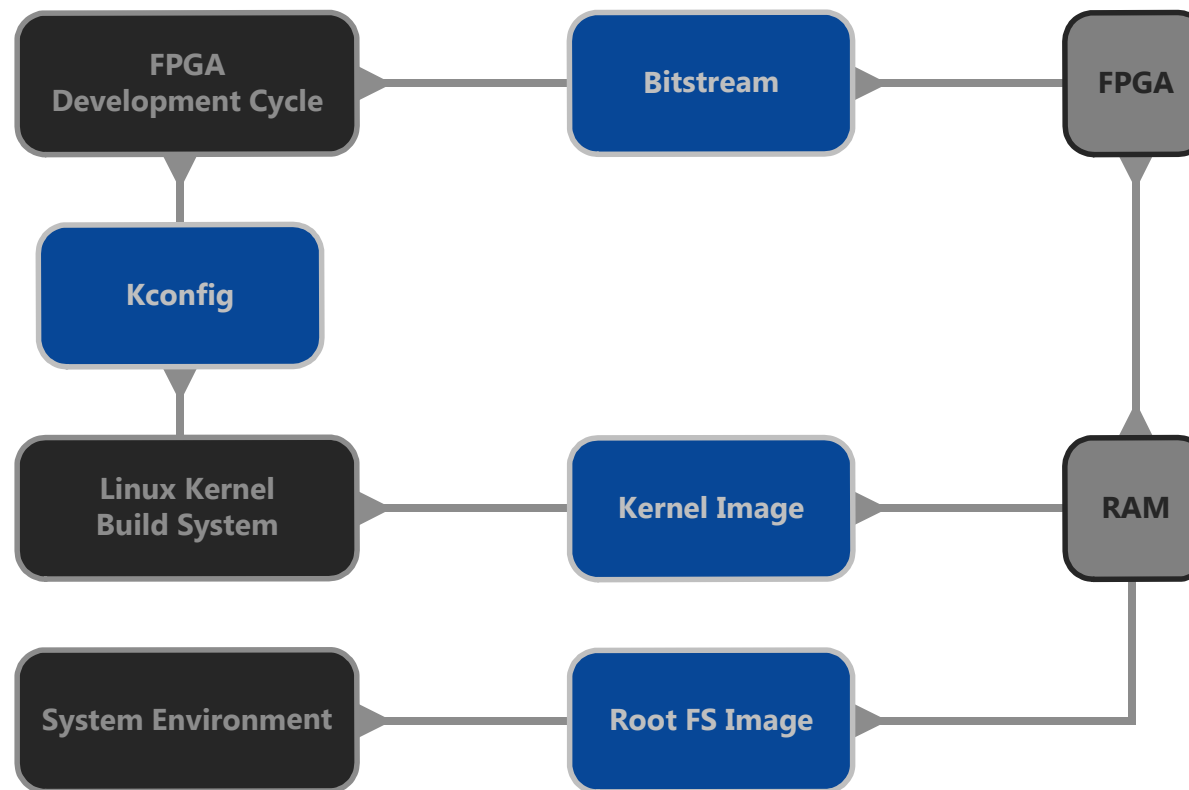 FPGA
Development Cycle
Bitstream
FPGA
Kconfig
Linux Kernel
Build System
Kernel Image
RAM
System Environment
Root FS Image